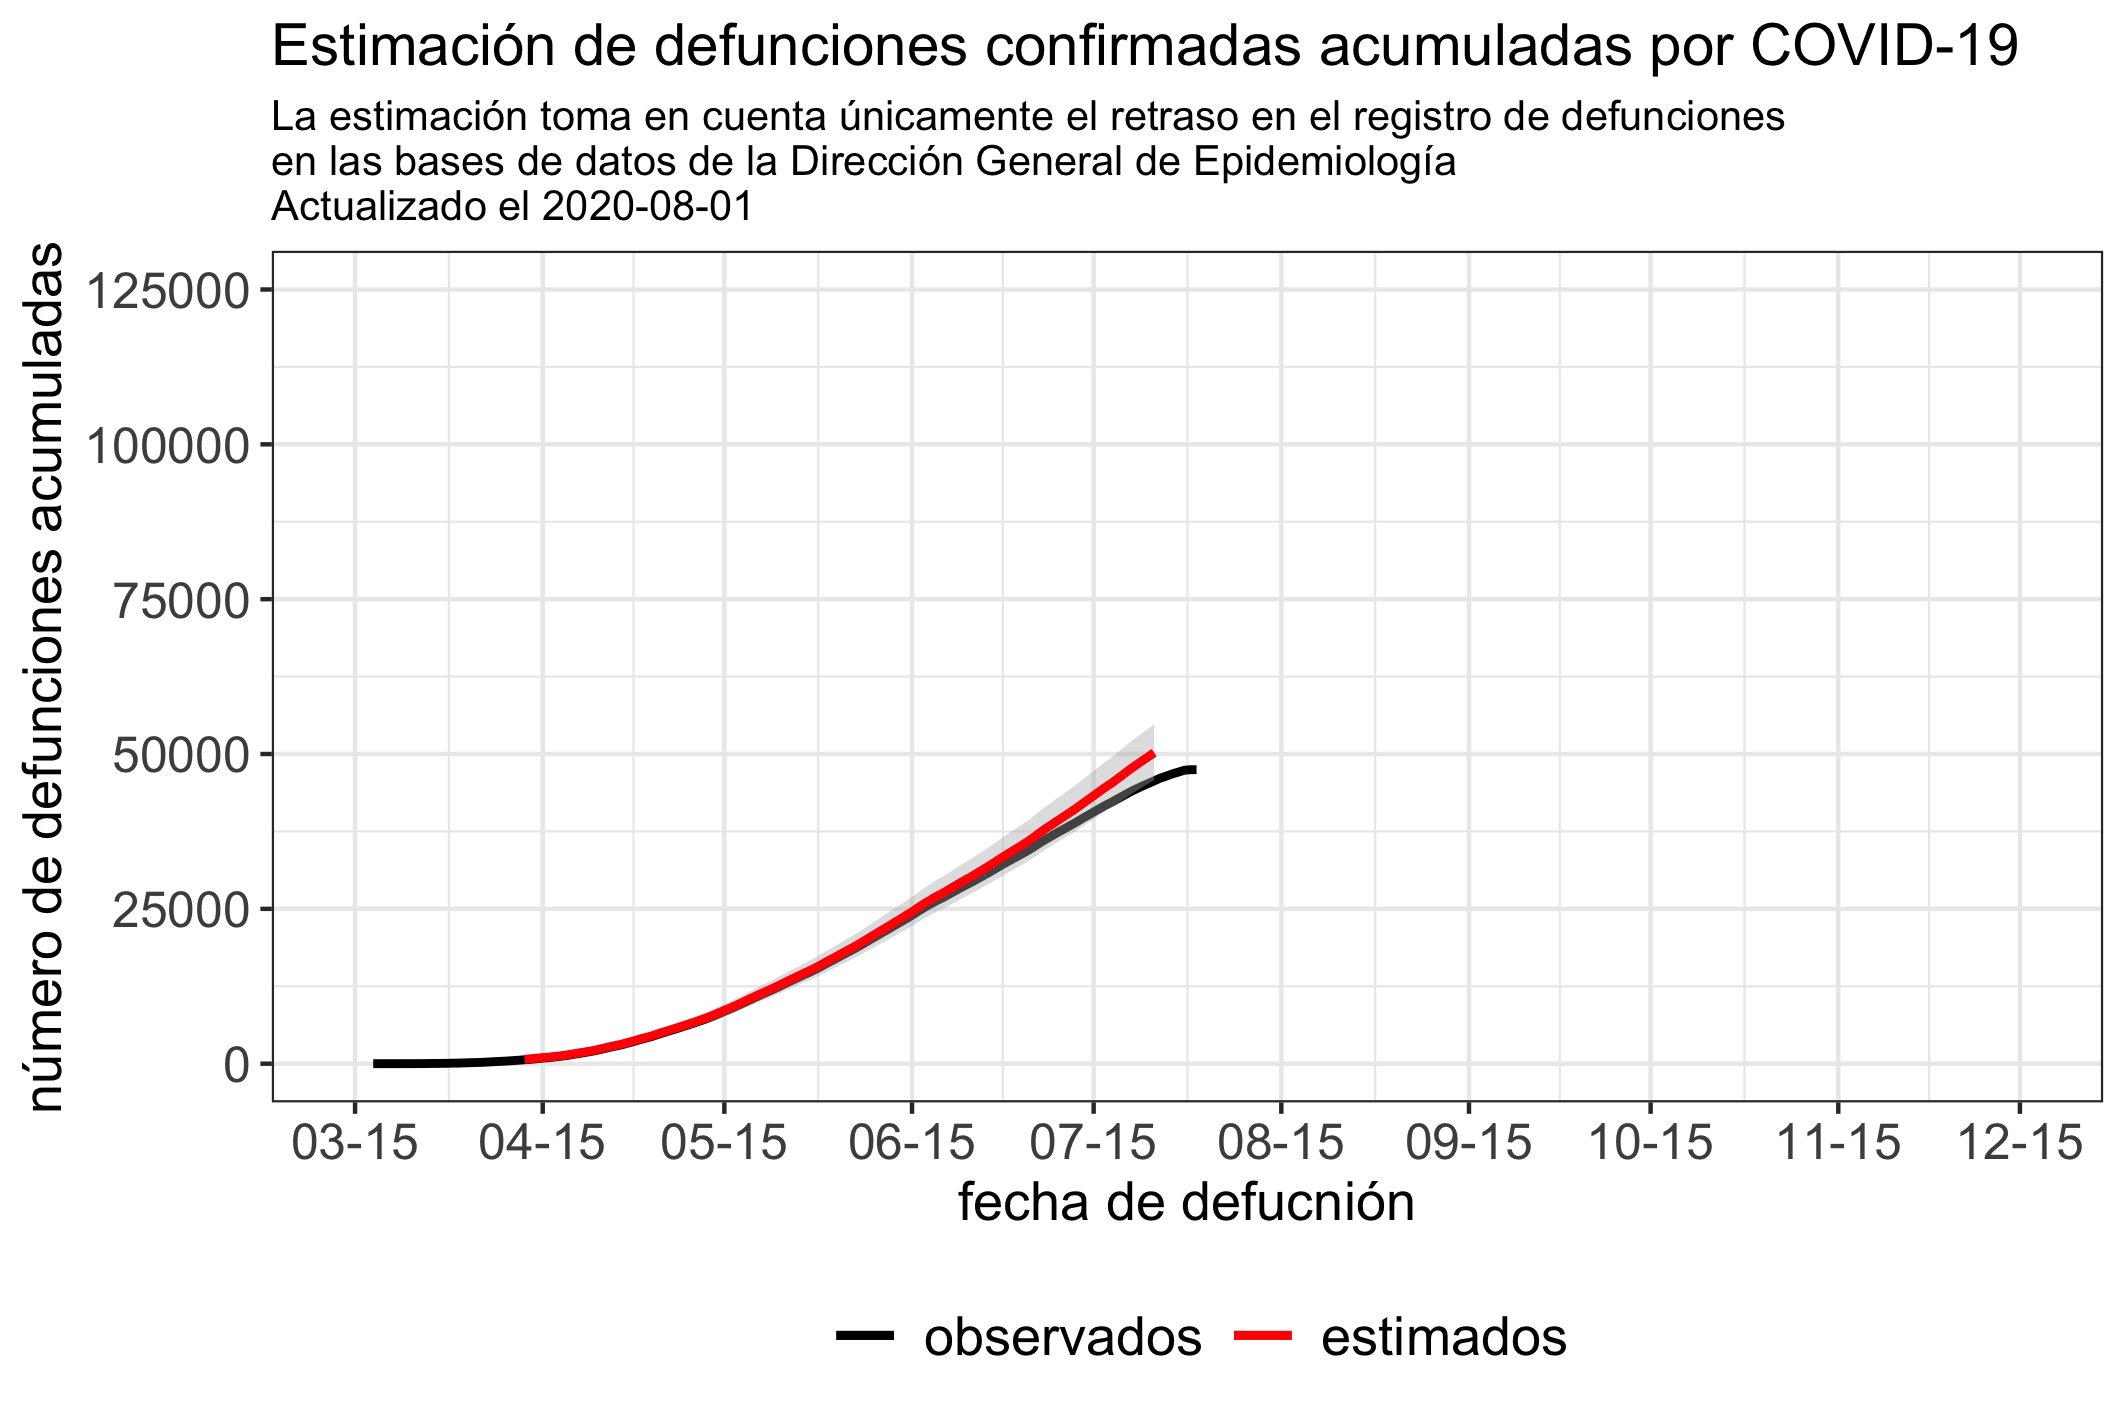 Estimación de defunciones confirmadas acumuladas por COVID-19
La estimación toma en cuenta únicamente el retraso en el registro de defunciones
en las bases de datos de la Dirección General de Epidemiología
Actualizado el 2020-08-01
número de defunciones acumuladas
125000
100000
75000
50000
25000
0
03-15 04-15 05-15 06-15 07-15 08-15 09-15 10-15 11-15 12-15
fecha de defucnión
observados estimados